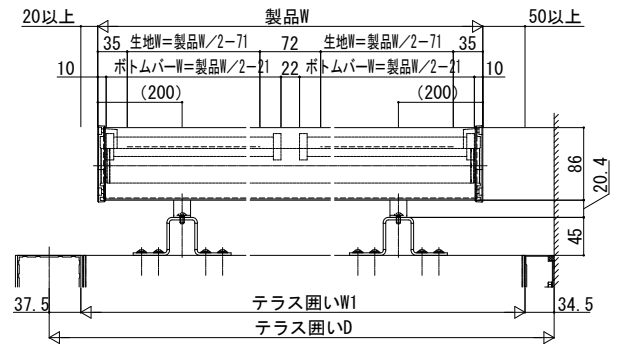 20以上 製品W 50以上
35 生地W=製品W/2-71 72 生地W=製品W/2-71 35
10 ボトムバーW=製品W/2-21 22 ボトムバーW=製品W/2-21 10
(200) (200)
86
20.4
45
37.5 テラス囲いW1 34.5
テラス囲いD